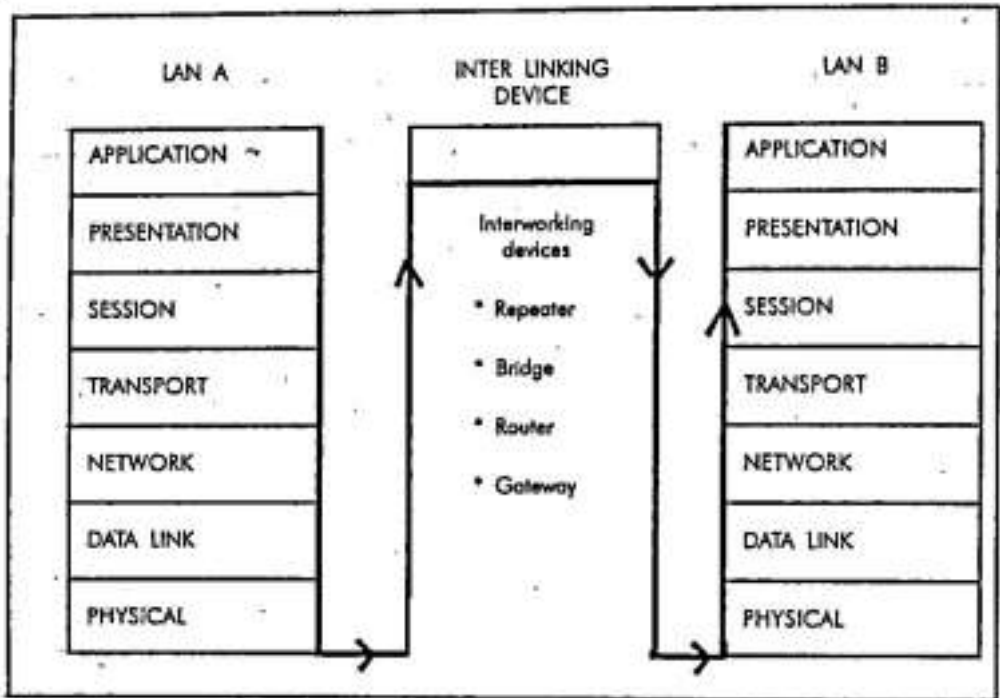 LAN A
APPLICATION
PRESENTATION
SESSION
TRANSPORT
NETWORK
DATA LINK
PHYSICAL
INTER LINKING
DEVICE
Interworking
devices
* Repeater
* Bridge
* Router
* Gateway
LAN B
APPLICATION
PRESENTATION
SESSION
TRANSPORT
NETWORK
DATA LINK
PHYSICAL